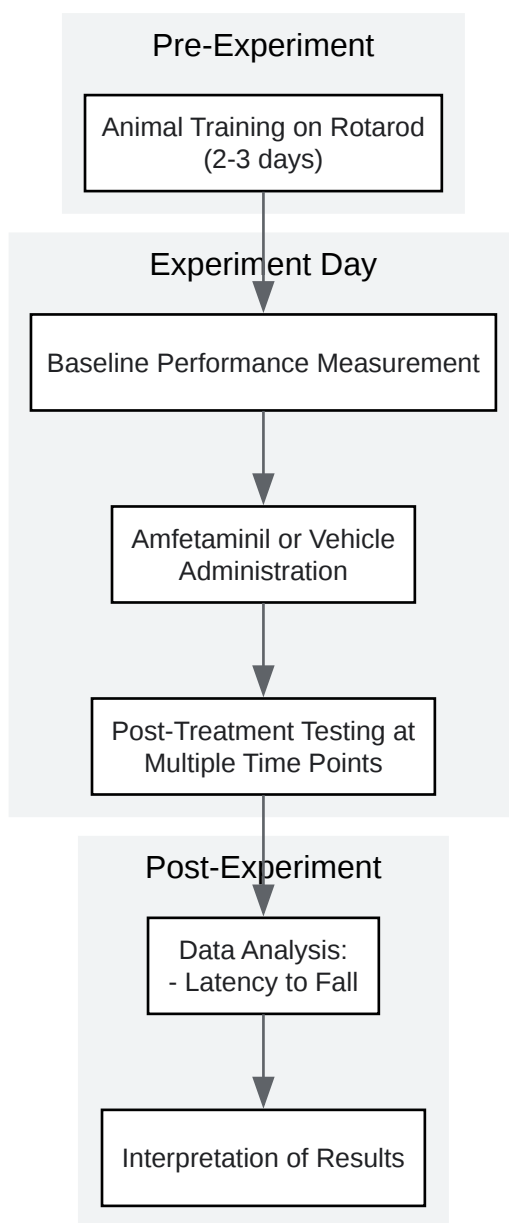 Pre-Experiment
Animal Training on Rotarod
(2-3 days)
Experiment Day
Baseline Performance Measurement
Amfetaminil or Vehicle
Administration
Post-Treatment Testing at
Multiple Time Points
Post-Experiment
Data Analysis:
- Latency to Fall
Interpretation of Results